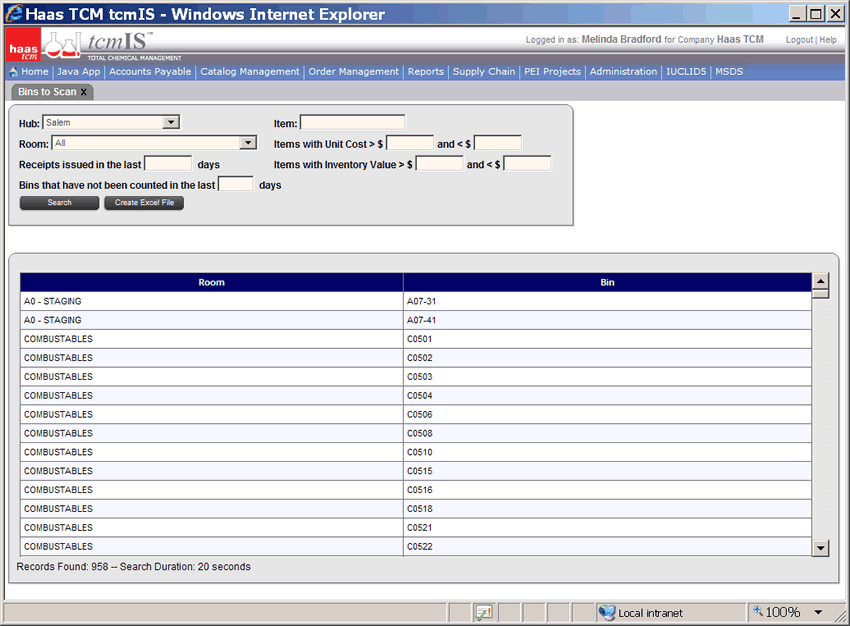 Haas TCM tcmIS - Windows Internet Explorer
haas tcm
tcmIS™
TOTAL CHEMICAL MANAGEMENT
Logged in as: Melinda Bradford for Company Haas TCM
Logout | Help
Home | Java App | Accounts Payable | Catalog Management | Order Management | Reports | Supply Chain | PEI Projects | Administration | IUCLID5 | MSDS
Bins to Scan x
Hub: Salem Item:
Room: All Items with Unit Cost > $ and < $
Receipts issued in the last days Items with Inventory Value > $ and < $
Bins that have not been counted in the last days
Search Create Excel File
Room Bin
A0 - STAGING A07-31
A0 - STAGING A07-41
COMBUSTABLES C0501
COMBUSTABLES C0502
COMBUSTABLES C0503
COMBUSTABLES C0504
COMBUSTABLES C0506
COMBUSTABLES C0508
COMBUSTABLES C0510
COMBUSTABLES C0515
COMBUSTABLES C0516
COMBUSTABLES C0518
COMBUSTABLES C0521
COMBUSTABLES C0522
Records Found: 958 -- Search Duration: 20 seconds
Local intranet 100%